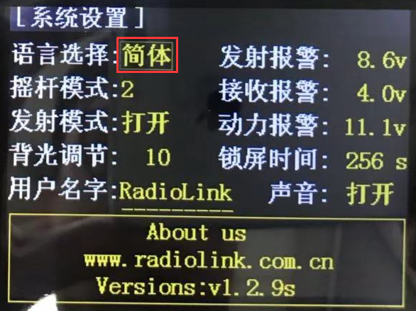 [系统设置]
语言选择:简体 发射报警: 8.6v
摇杆模式:2 接收报警: 4.0v
发射模式:打开 动力报警: 11.1v
背光调节: 10 锁屏时间: 256 s
用户名字:RadioLink 声音: 打开
About us
www.radiolink.com.cn
Versions:v1.2.9s